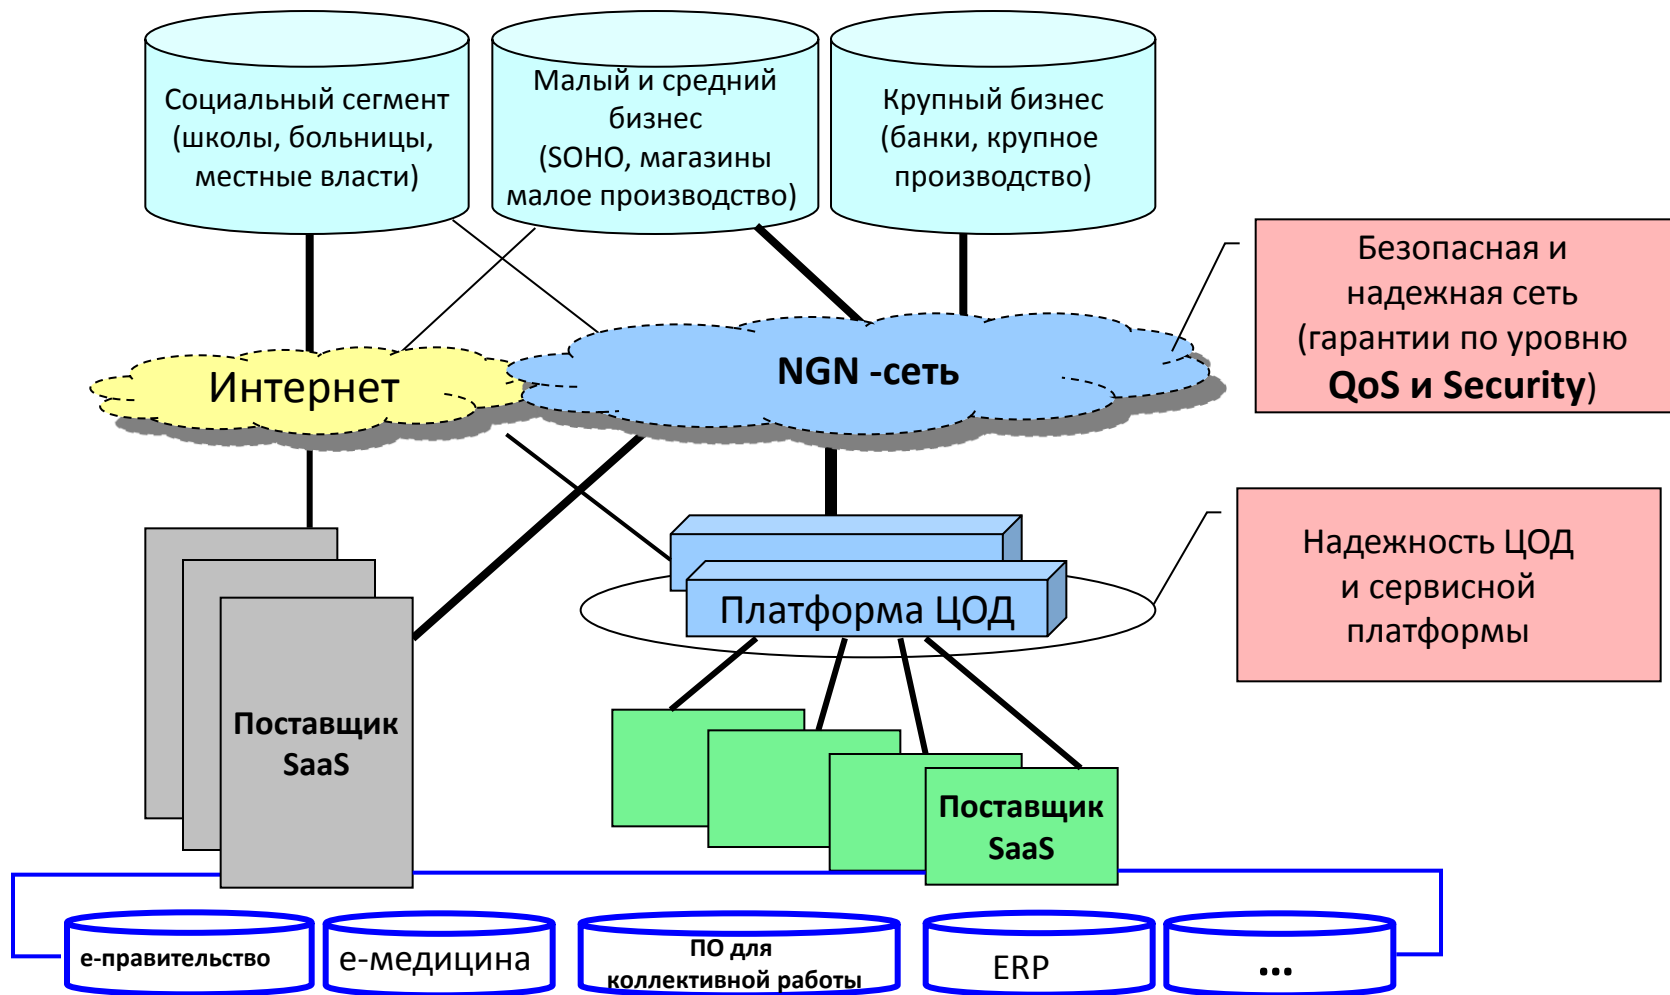 Социальный сегмент
(школы, больницы,
местные власти)
Малый и средний
бизнес
(SOHO, магазины
малое производство)
Крупный бизнес
(банки, крупное
производство)
Безопасная и
надежная сеть
(гарантии по уровню
QoS и Security)
Интернет
NGN -сеть
Надежность ЦОД
и сервисной
платформы
Платформа ЦОД
Поставщик
SaaS
Поставщик
SaaS
е-правительство
е-медицина
ПО для
коллективной работы
ERP
...